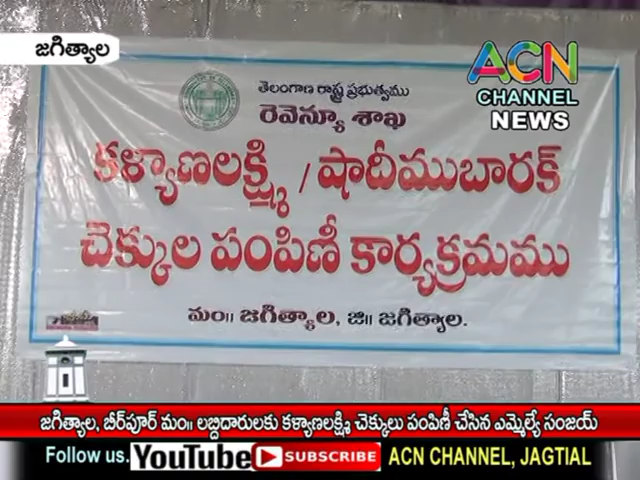 జగిత్యాల
ACN
CHANNEL
NEWS
తెలంగాణ రాష్ట్ర ప్రభుత్వము
రెవెన్యూ శాఖ
కళ్యాణలక్ష్మి / షాదీముబారక్
చెక్కుల పంపిణీ కార్యక్రమము
మం॥ జగిత్యాల, జి॥ జగిత్యాల.
జగిత్యాల, బీర్‌పూర్ మం॥ లబ్దిదారులకు కళ్యాణలక్ష్మి చెక్కులు పంపిణీ చేసిన ఎమ్మెల్యే సంజయ్
Follow us. YouTube SUBSCRIBE ACN CHANNEL, JAGTIAL